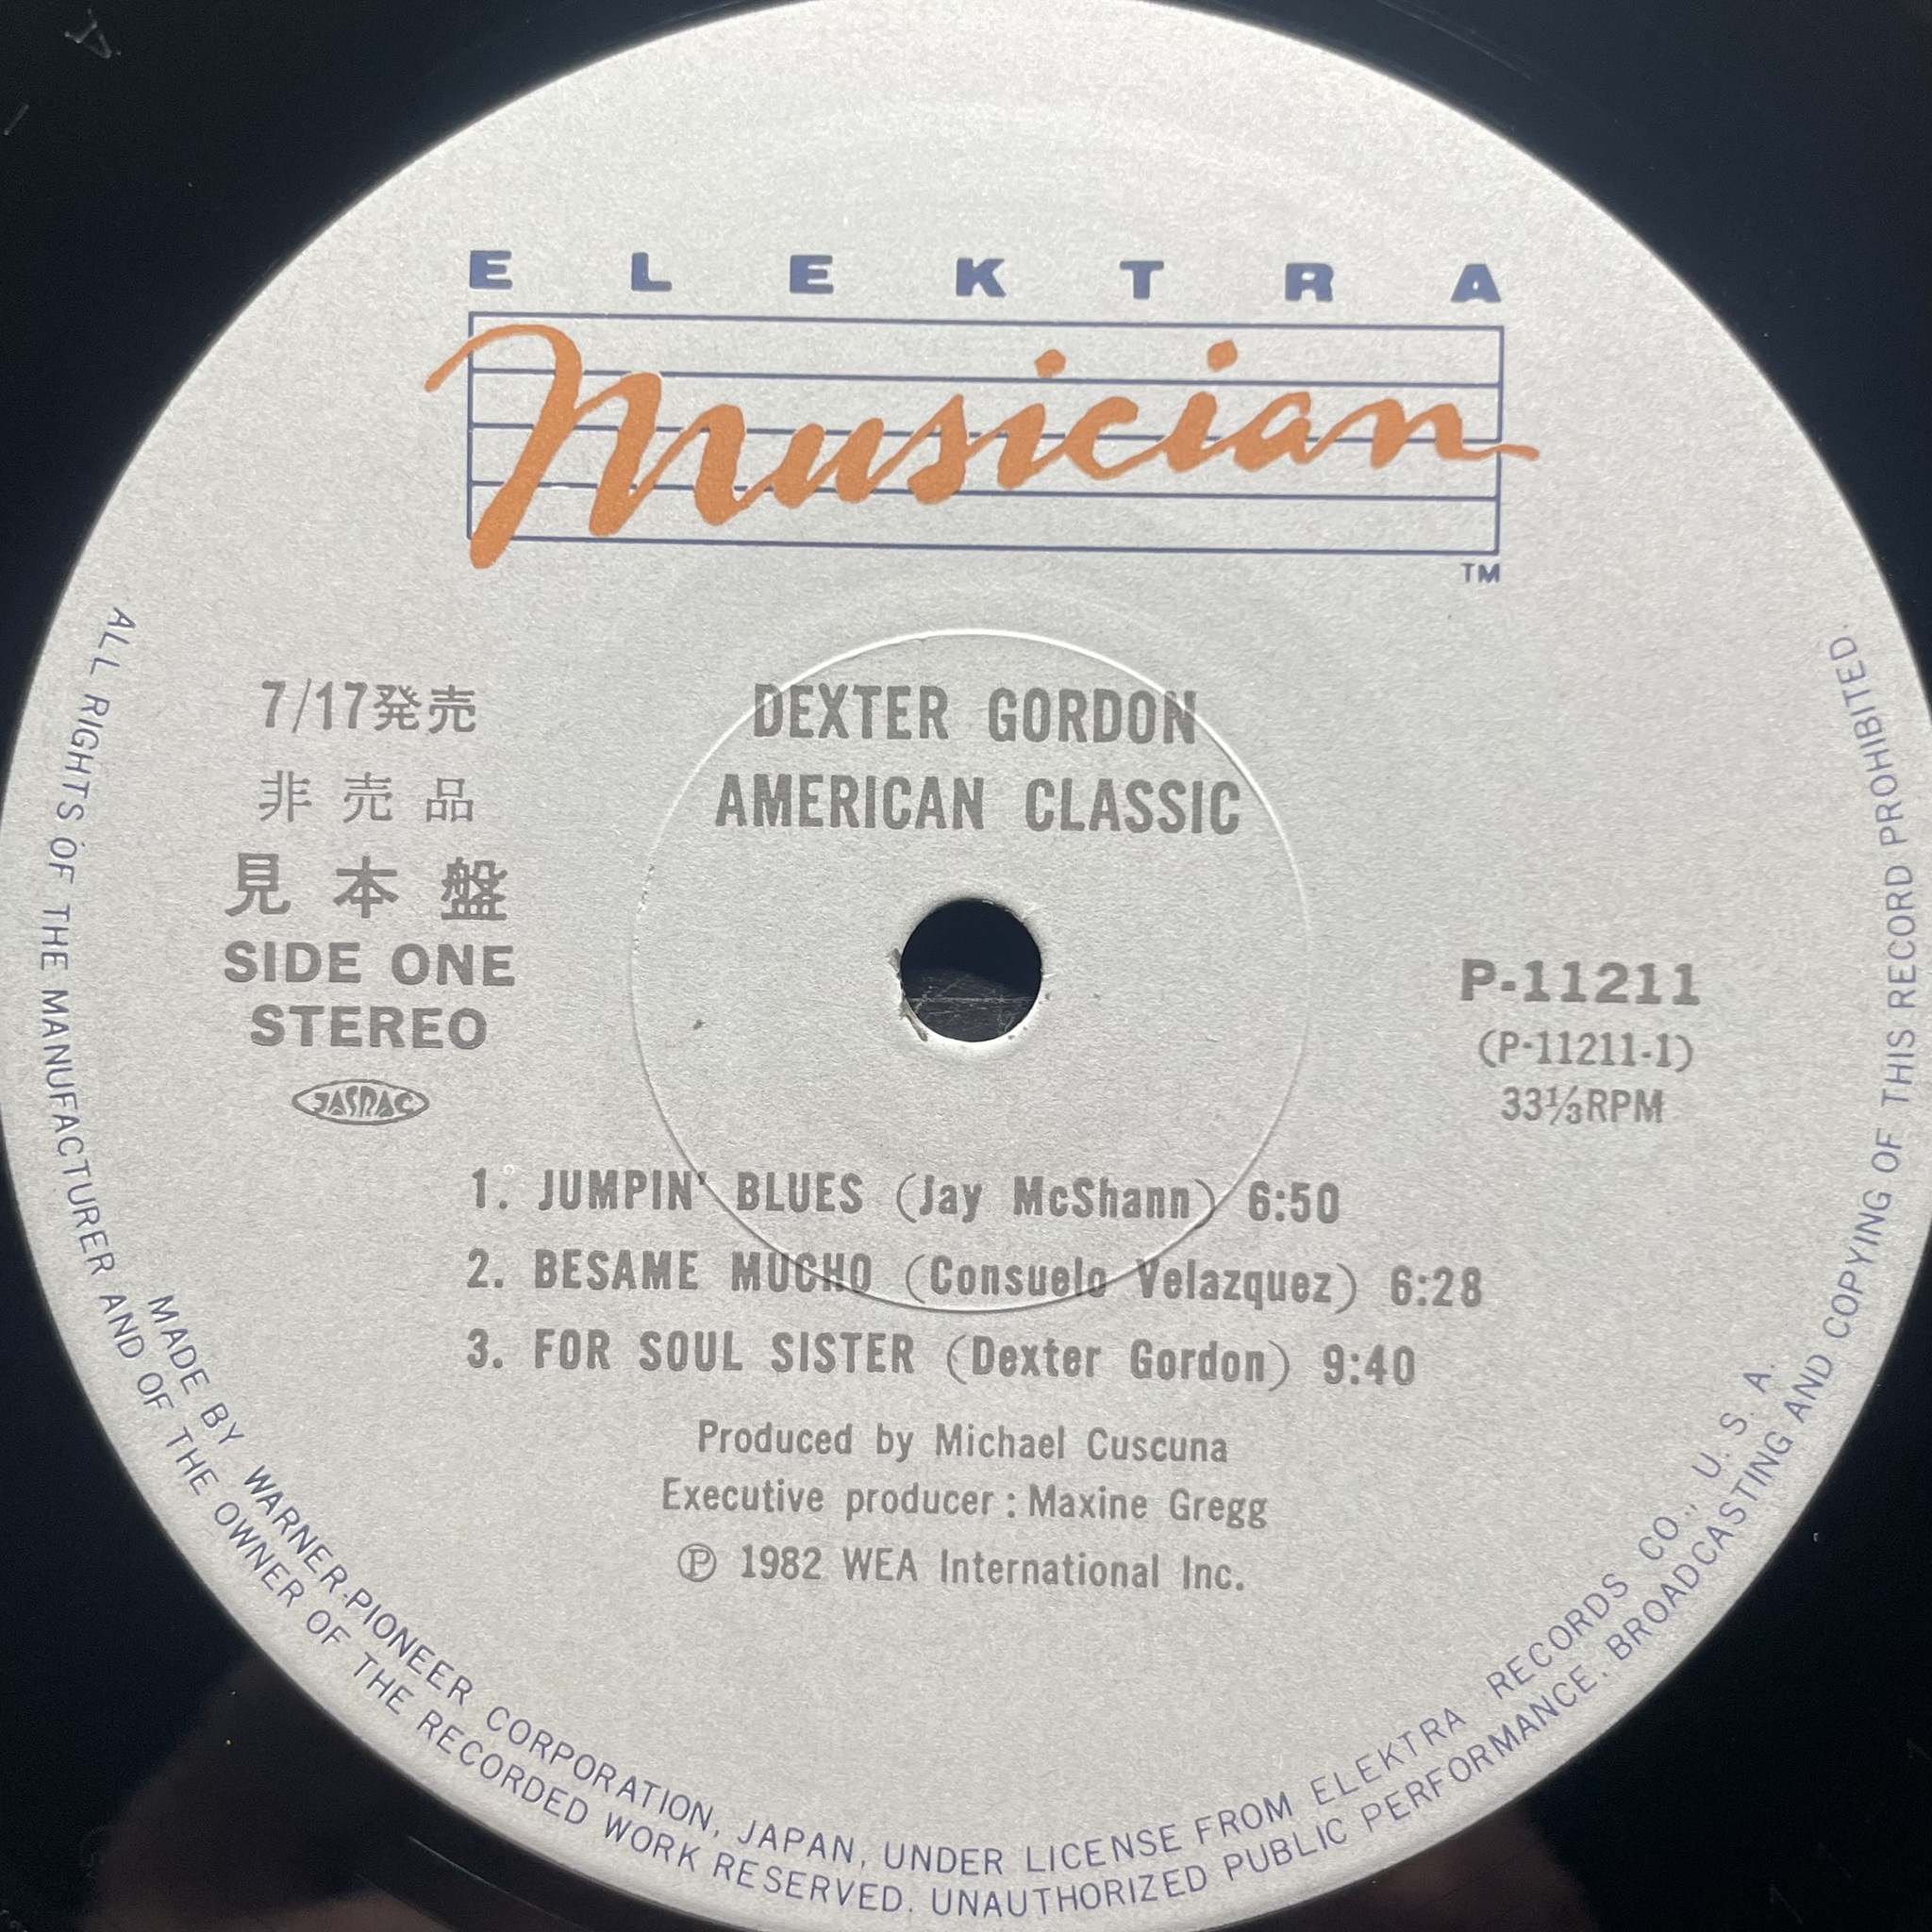 ELEKTRA
Musician
TM
7/17発売
非売品
見本盤
SIDE ONE
STEREO
JASRAC
DEXTER GORDON
AMERICAN CLASSIC
P-11211
(P-11211-1)
33⅓RPM
1. JUMPIN' BLUES (Jay McShann) 6:50
2. BESAME MUCHO (Consuelo Velazquez) 6:28
3. FOR SOUL SISTER (Dexter Gordon) 9:40
Produced by Michael Cuscuna
Executive producer : Maxine Gregg
Ⓟ 1982 WEA International Inc.
MADE BY WARNER-PIONEER CORPORATION, JAPAN, UNDER LICENSE FROM ELEKTRA RECORDS CO., U. S. A.
ALL RIGHTS OF THE MANUFACTURER AND OF THE OWNER OF THE RECORDED WORK RESERVED. UNAUTHORIZED PUBLIC PERFORMANCE. BROADCASTING AND COPYING OF THIS RECORD PROHIBITED.